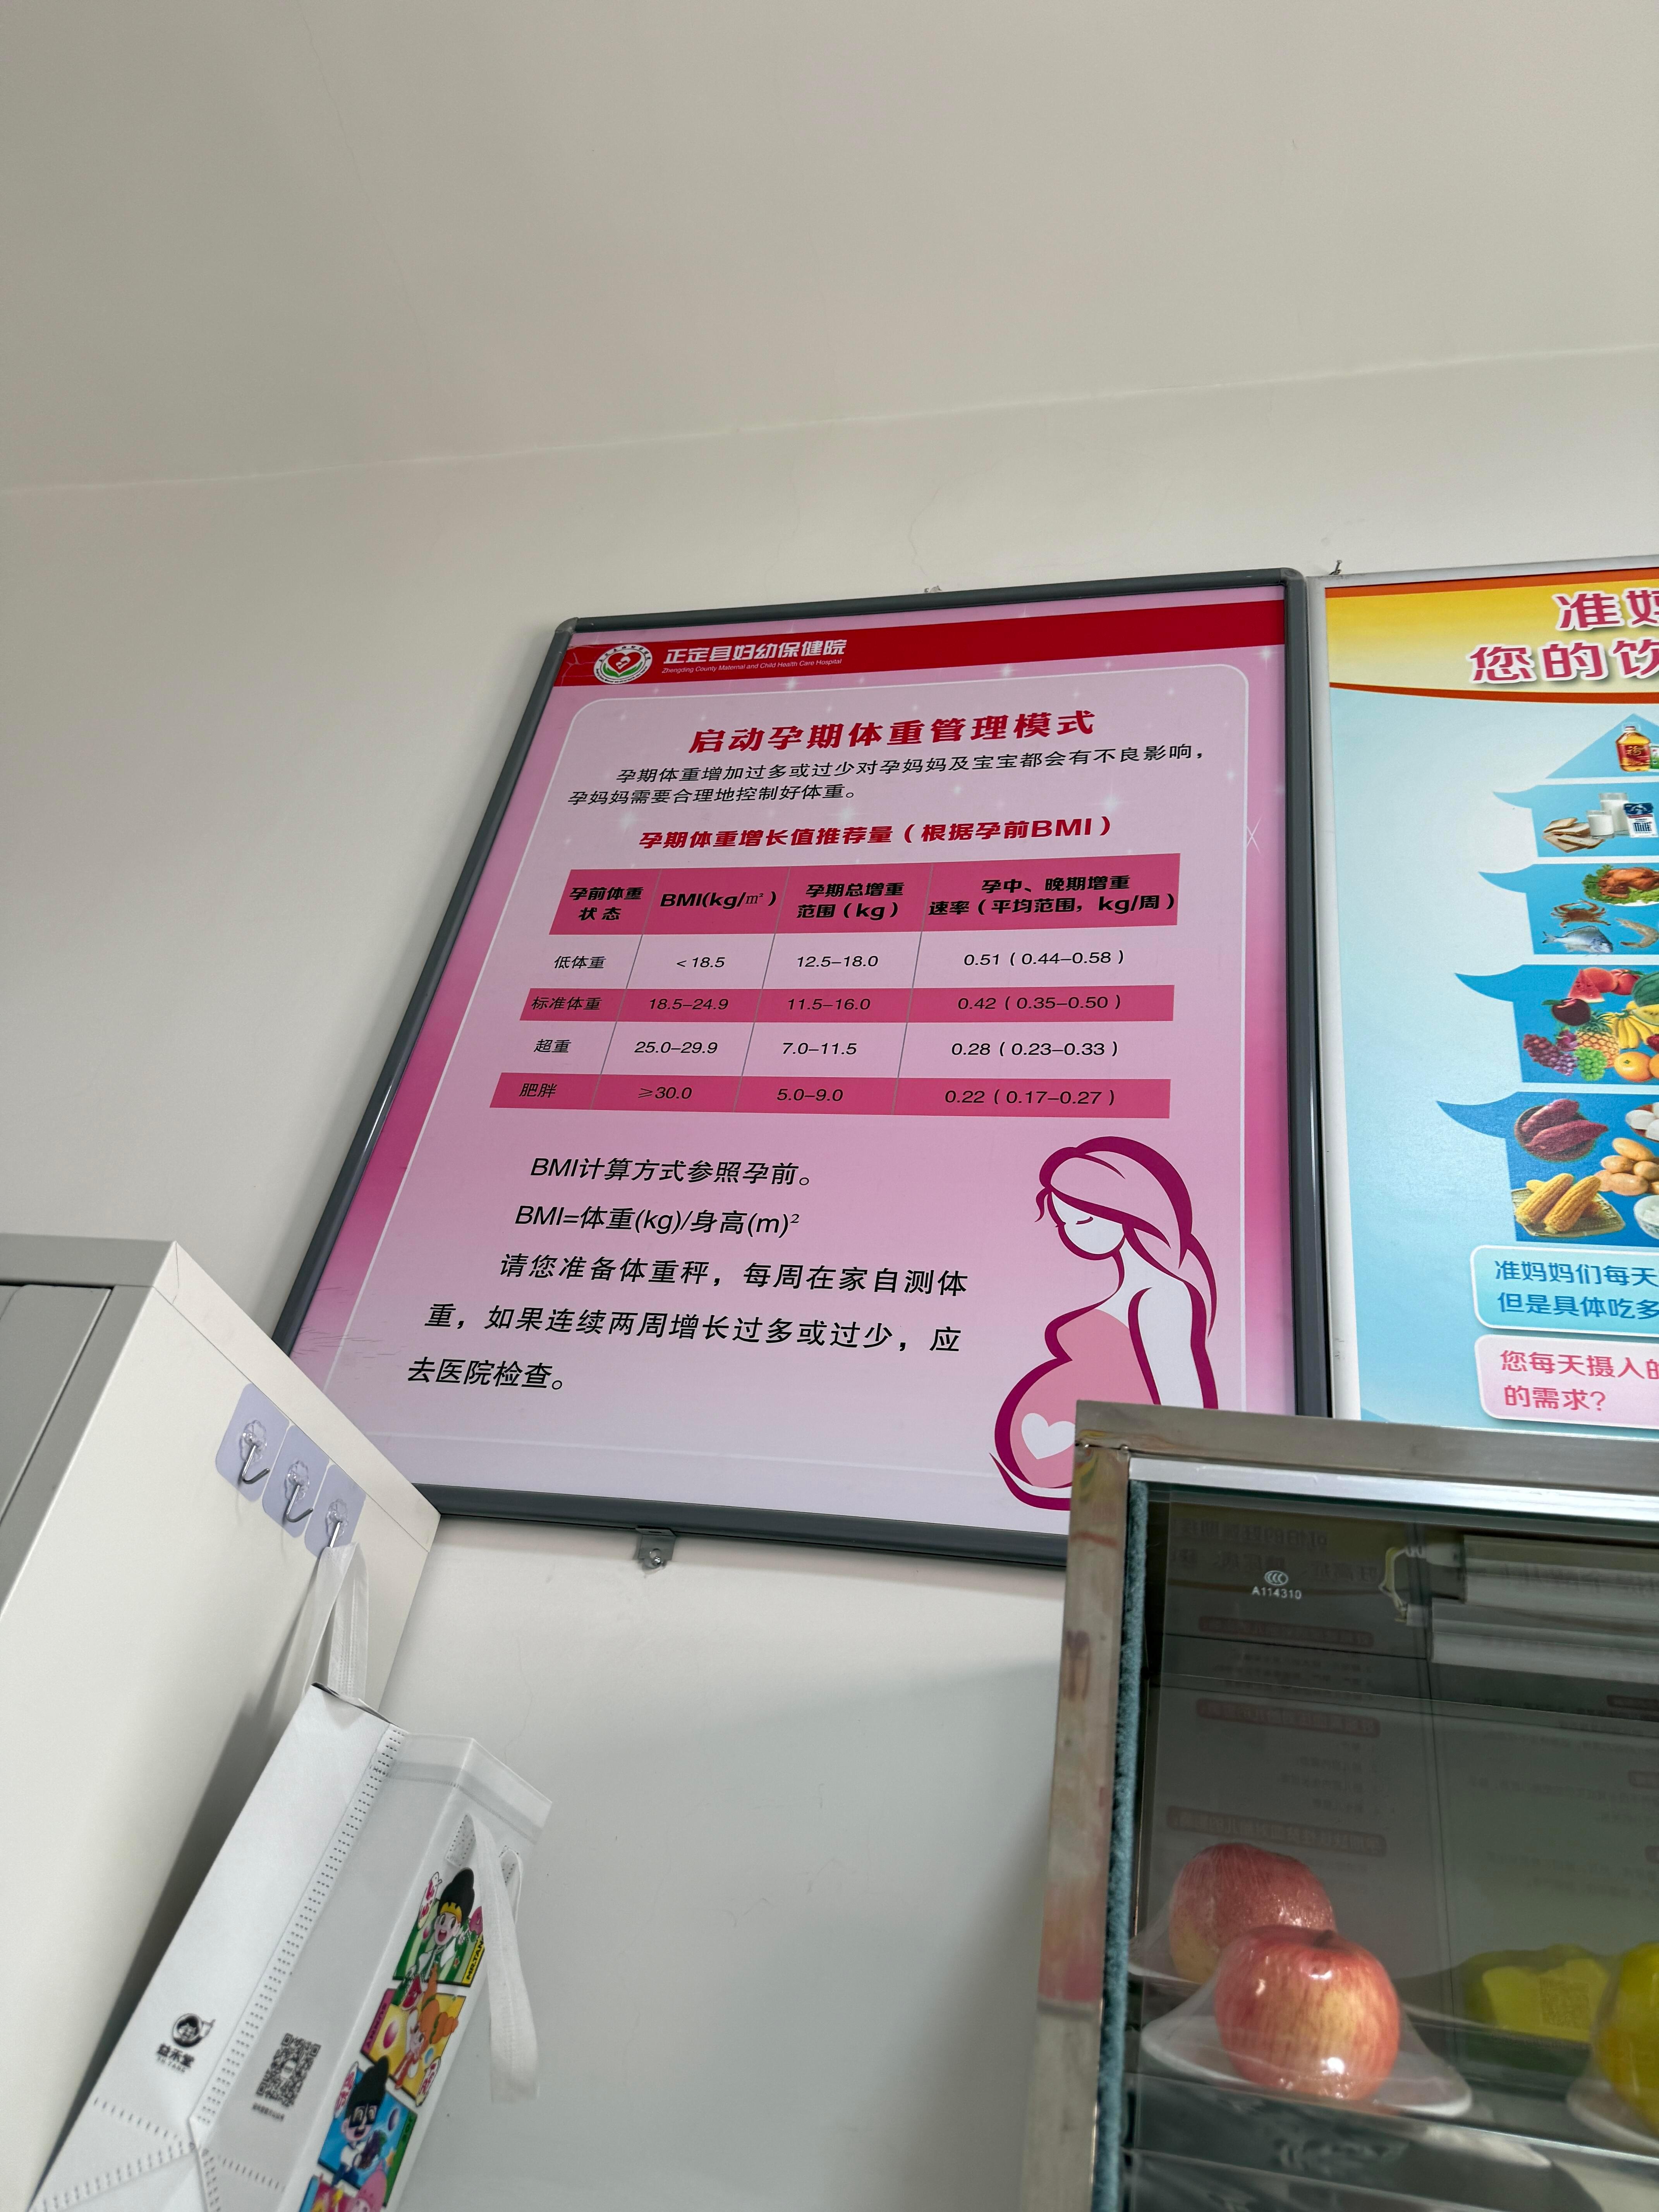 正定县妇幼保健院
Zhengding County Maternal and Child Health Care Hospital
启动孕期体重管理模式
孕期体重增加过多或过少对孕妈妈及宝宝都会有不良影响，
孕妈妈需要合理地控制好体重。
孕期体重增长值推荐量（根据孕前BMI）
孕前体重状态 BMI(kg/㎡) 孕期总增重范围（kg） 孕中、晚期增重速率（平均范围，kg/周）
低体重 <18.5 12.5–18.0 0.51（0.44–0.58）
标准体重 18.5–24.9 11.5–16.0 0.42（0.35–0.50）
超重 25.0–29.9 7.0–11.5 0.28（0.23–0.33）
肥胖 ≥30.0 5.0–9.0 0.22（0.17–0.27）
BMI计算方式参照孕前。
BMI=体重(kg)/身高(m)²
请您准备体重秤，每周在家自测体
重，如果连续两周增长过多或过少，应
去医院检查。
准妈
您的饮
准妈妈们每天
但是具体吃多
您每天摄入的
的需求？
A114310
益禾堂